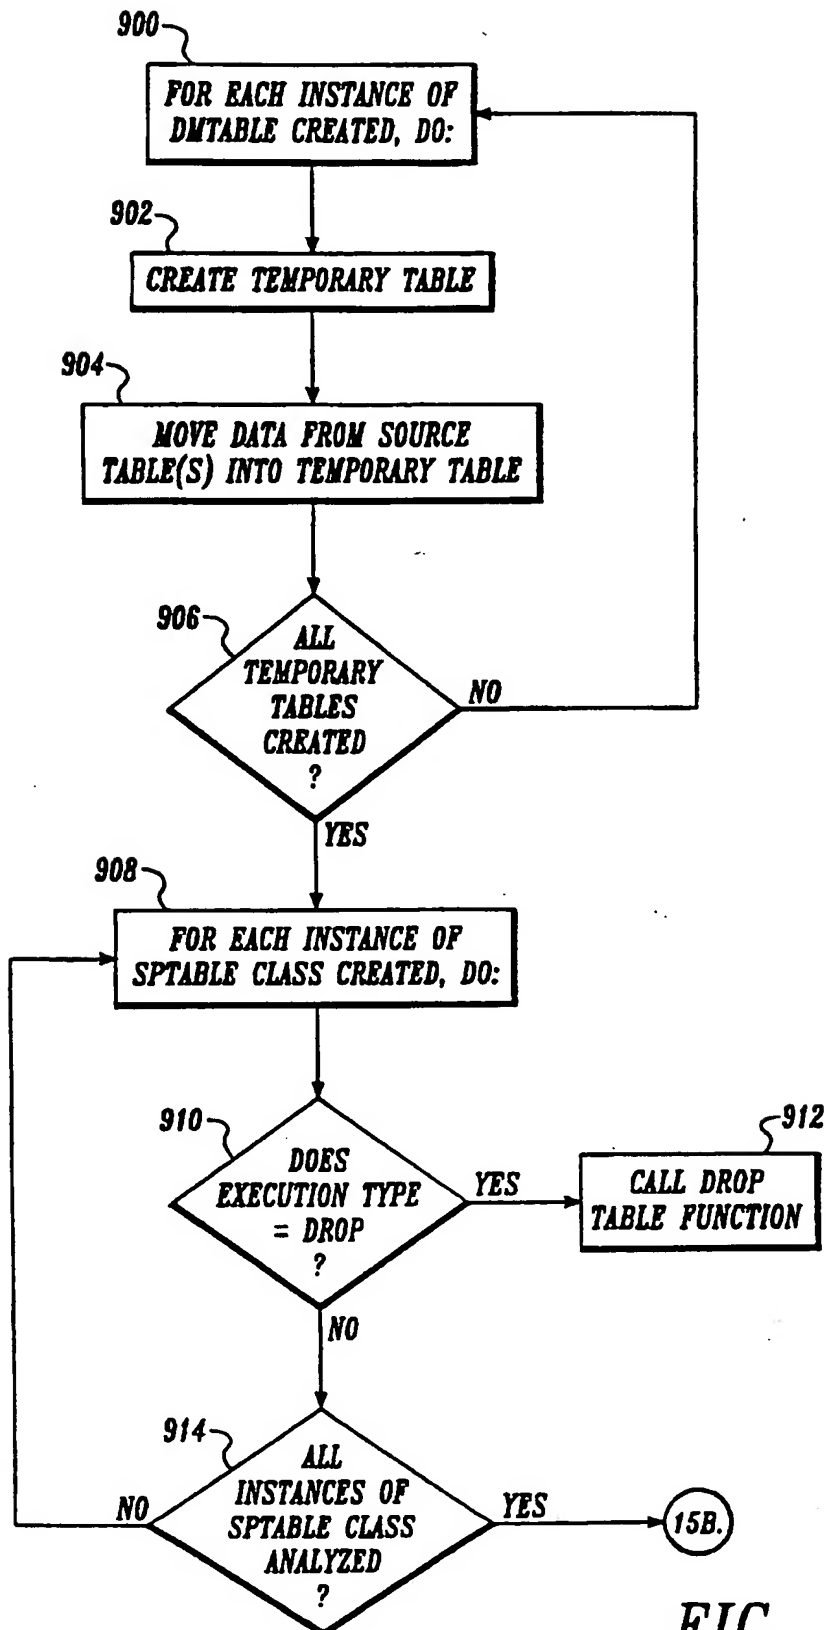 900
FOR EACH INSTANCE OF
DMTABLE CREATED, DO:
902
CREATE TEMPORARY TABLE
904
MOVE DATA FROM SOURCE
TABLE(S) INTO TEMPORARY TABLE
906
ALL
TEMPORARY
TABLES
CREATED
?
NO
YES
908
FOR EACH INSTANCE OF
SPTABLE CLASS CREATED, DO:
910
DOES
EXECUTION TYPE
= DROP
?
YES
912
CALL DROP
TABLE FUNCTION
NO
914
ALL
INSTANCES OF
SPTABLE CLASS
ANALYZED
?
NO
YES
15B.
FIG